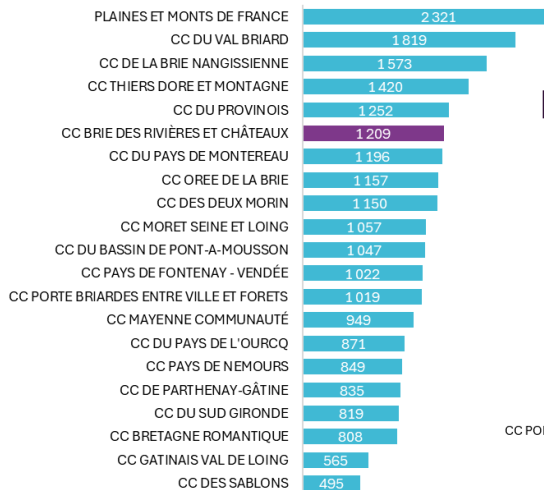 PLAINES ET MONTS DE FRANCE 2 321
CC DU VAL BRIARD 1 819
CC DE LA BRIE NANGISSIENNE 1 573
CC THIERS DORE ET MONTAGNE 1 420
CC DU PROVINOIS 1 252
CC BRIE DES RIVIÈRES ET CHÂTEAUX 1 209
CC DU PAYS DE MONTEREAU 1 196
CC OREE DE LA BRIE 1 157
CC DES DEUX MORIN 1 150
CC MORET SEINE ET LOING 1 057
CC DU BASSIN DE PONT-A-MOUSSON 1 047
CC PAYS DE FONTENAY - VENDÉE 1 022
CC PORTE BRIARDES ENTRE VILLE ET FORETS 1 019
CC MAYENNE COMMUNAUTÉ 949
CC DU PAYS DE L'OURCQ 871
CC PAYS DE NEMOURS 849
CC DE PARTHENAY-GÂTINE 835
CC DU SUD GIRONDE 819
CC BRETAGNE ROMANTIQUE 808
CC POI
CC GATINAIS VAL DE LOING 565
CC DES SABLONS 495